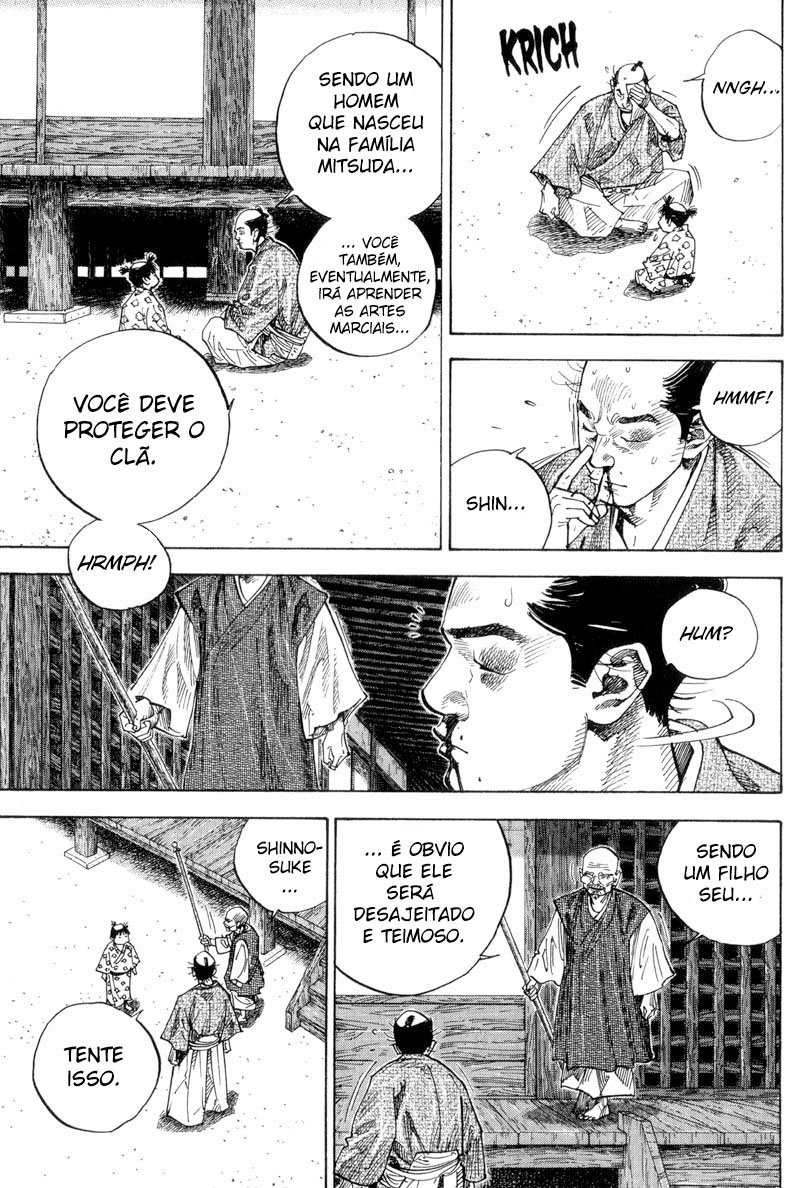 KRICH
NNGH...
SENDO UM
HOMEM
QUE NASCEU
NA FAMÍLIA
MITSUDA...
... VOCÊ
TAMBÉM,
EVENTUALMENTE,
IRÁ APRENDER
AS ARTES
MARCIAIS...
VOCÊ DEVE
PROTEGER O
CLÃ.
HMMF!
SHIN...
HUM?
HRMPH!
SENDO
UM FILHO
SEU...
... É OBVIO
QUE ELE
SERÁ
DESAJEITADO
E TEIMOSO.
SHINNO-
SUKE
...
TENTE
ISSO.